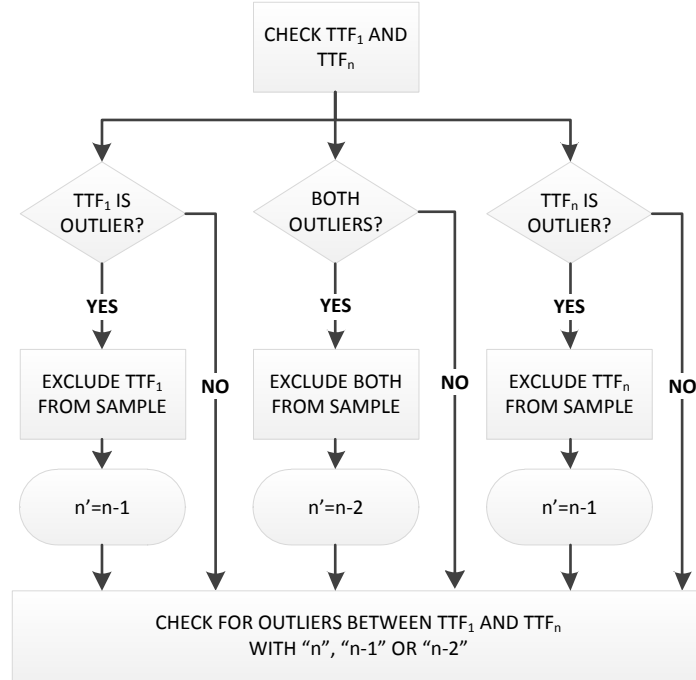 CHECK TTF₁ AND
TTFₙ
TTF₁ IS
OUTLIER?
BOTH
OUTLIERS?
TTFₙ IS
OUTLIER?
YES
YES
YES
EXCLUDE TTF₁
FROM SAMPLE
NO
EXCLUDE BOTH
FROM SAMPLE
NO
EXCLUDE TTFₙ
FROM SAMPLE
NO
n’=n-1
n’=n-2
n’=n-1
CHECK FOR OUTLIERS BETWEEN TTF₁ AND TTFₙ
WITH “n”, “n-1” OR “n-2”